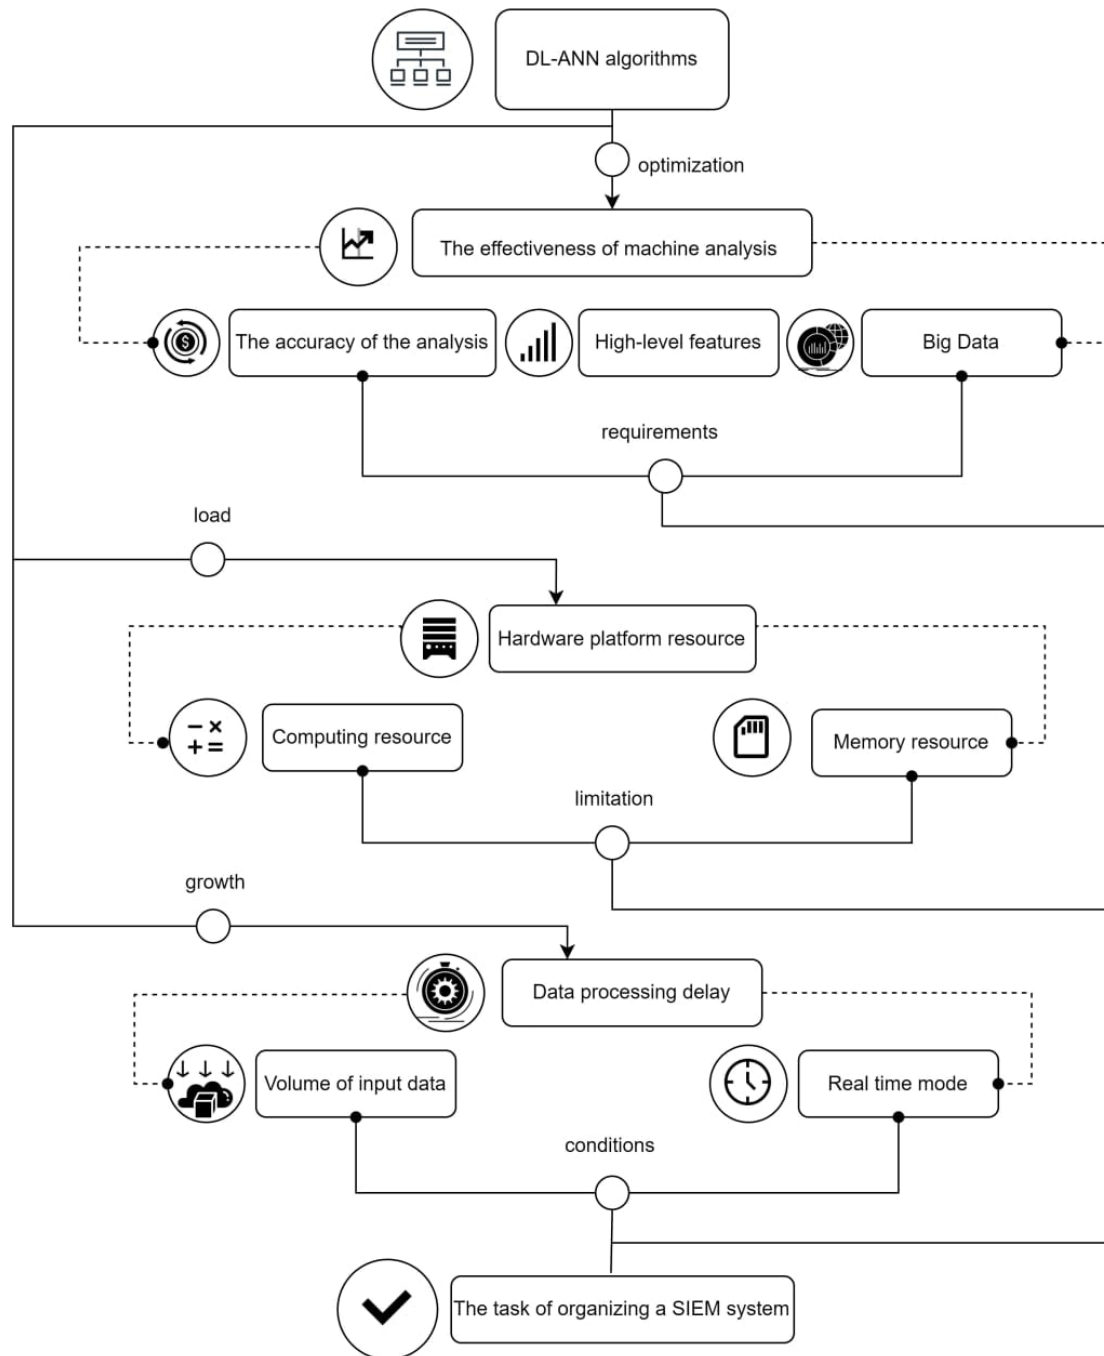 DL-ANN algorithms
optimization
The effectiveness of machine analysis
The accuracy of the analysis
High-level features
Big Data
requirements
load
Hardware platform resource
Computing resource
Memory resource
limitation
growth
Data processing delay
Volume of input data
Real time mode
conditions
The task of organizing a SIEM system